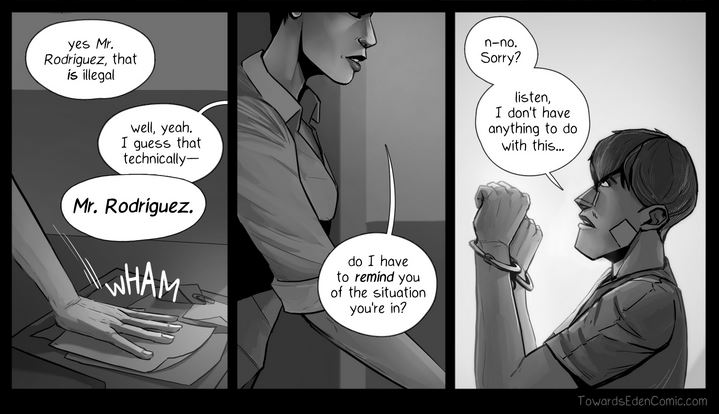 yes Mr.
Rodriguez, that
is illegal
well, yeah.
I guess that
technically—
Mr. Rodriguez.
WHAM
do I have
to remind you
of the situation
you're in?
n-no.
Sorry?
listen,
I don't have
anything to do
with this...
TowardsEdenComic.com